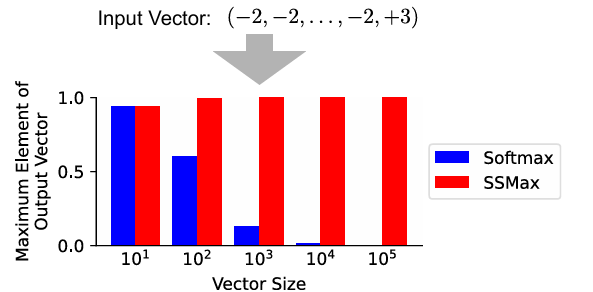 Input Vector: (−2, −2, . . . , −2, +3)
Maximum Element of
Output Vector
1.0
0.5
0.0
10¹ 10² 10³ 10⁴ 10⁵
Vector Size
Softmax
SSMax